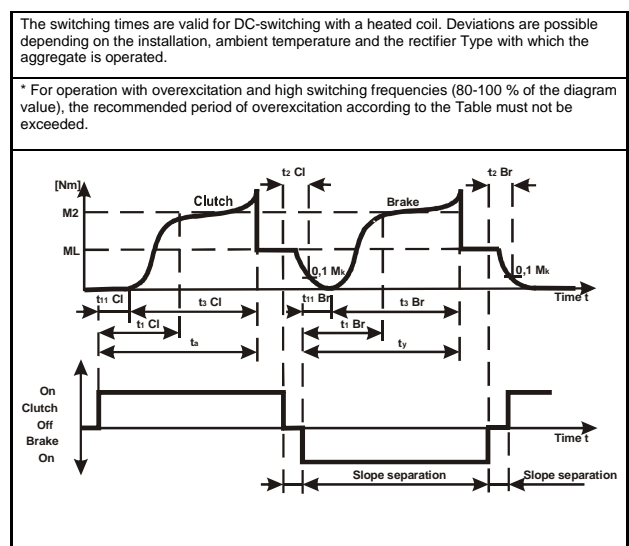 The switching times are valid for DC-switching with a heated coil. Deviations are possible
depending on the installation, ambient temperature and the rectifier Type with which the
aggregate is operated.
* For operation with overexcitation and high switching frequencies (80-100 % of the diagram
value), the recommended period of overexcitation according to the Table must not be
exceeded.
t2 Cl
t2 Br
[Nm]
Clutch
Brake
M2
ML
0,1 Mk
0,1 Mk
Time t
t11 Cl
t3 Cl
t11 Br
t3 Br
t1 Cl
t1 Br
ta
ty
On
Clutch
Off
Brake
On
Time t
Slope separation
Slope separation